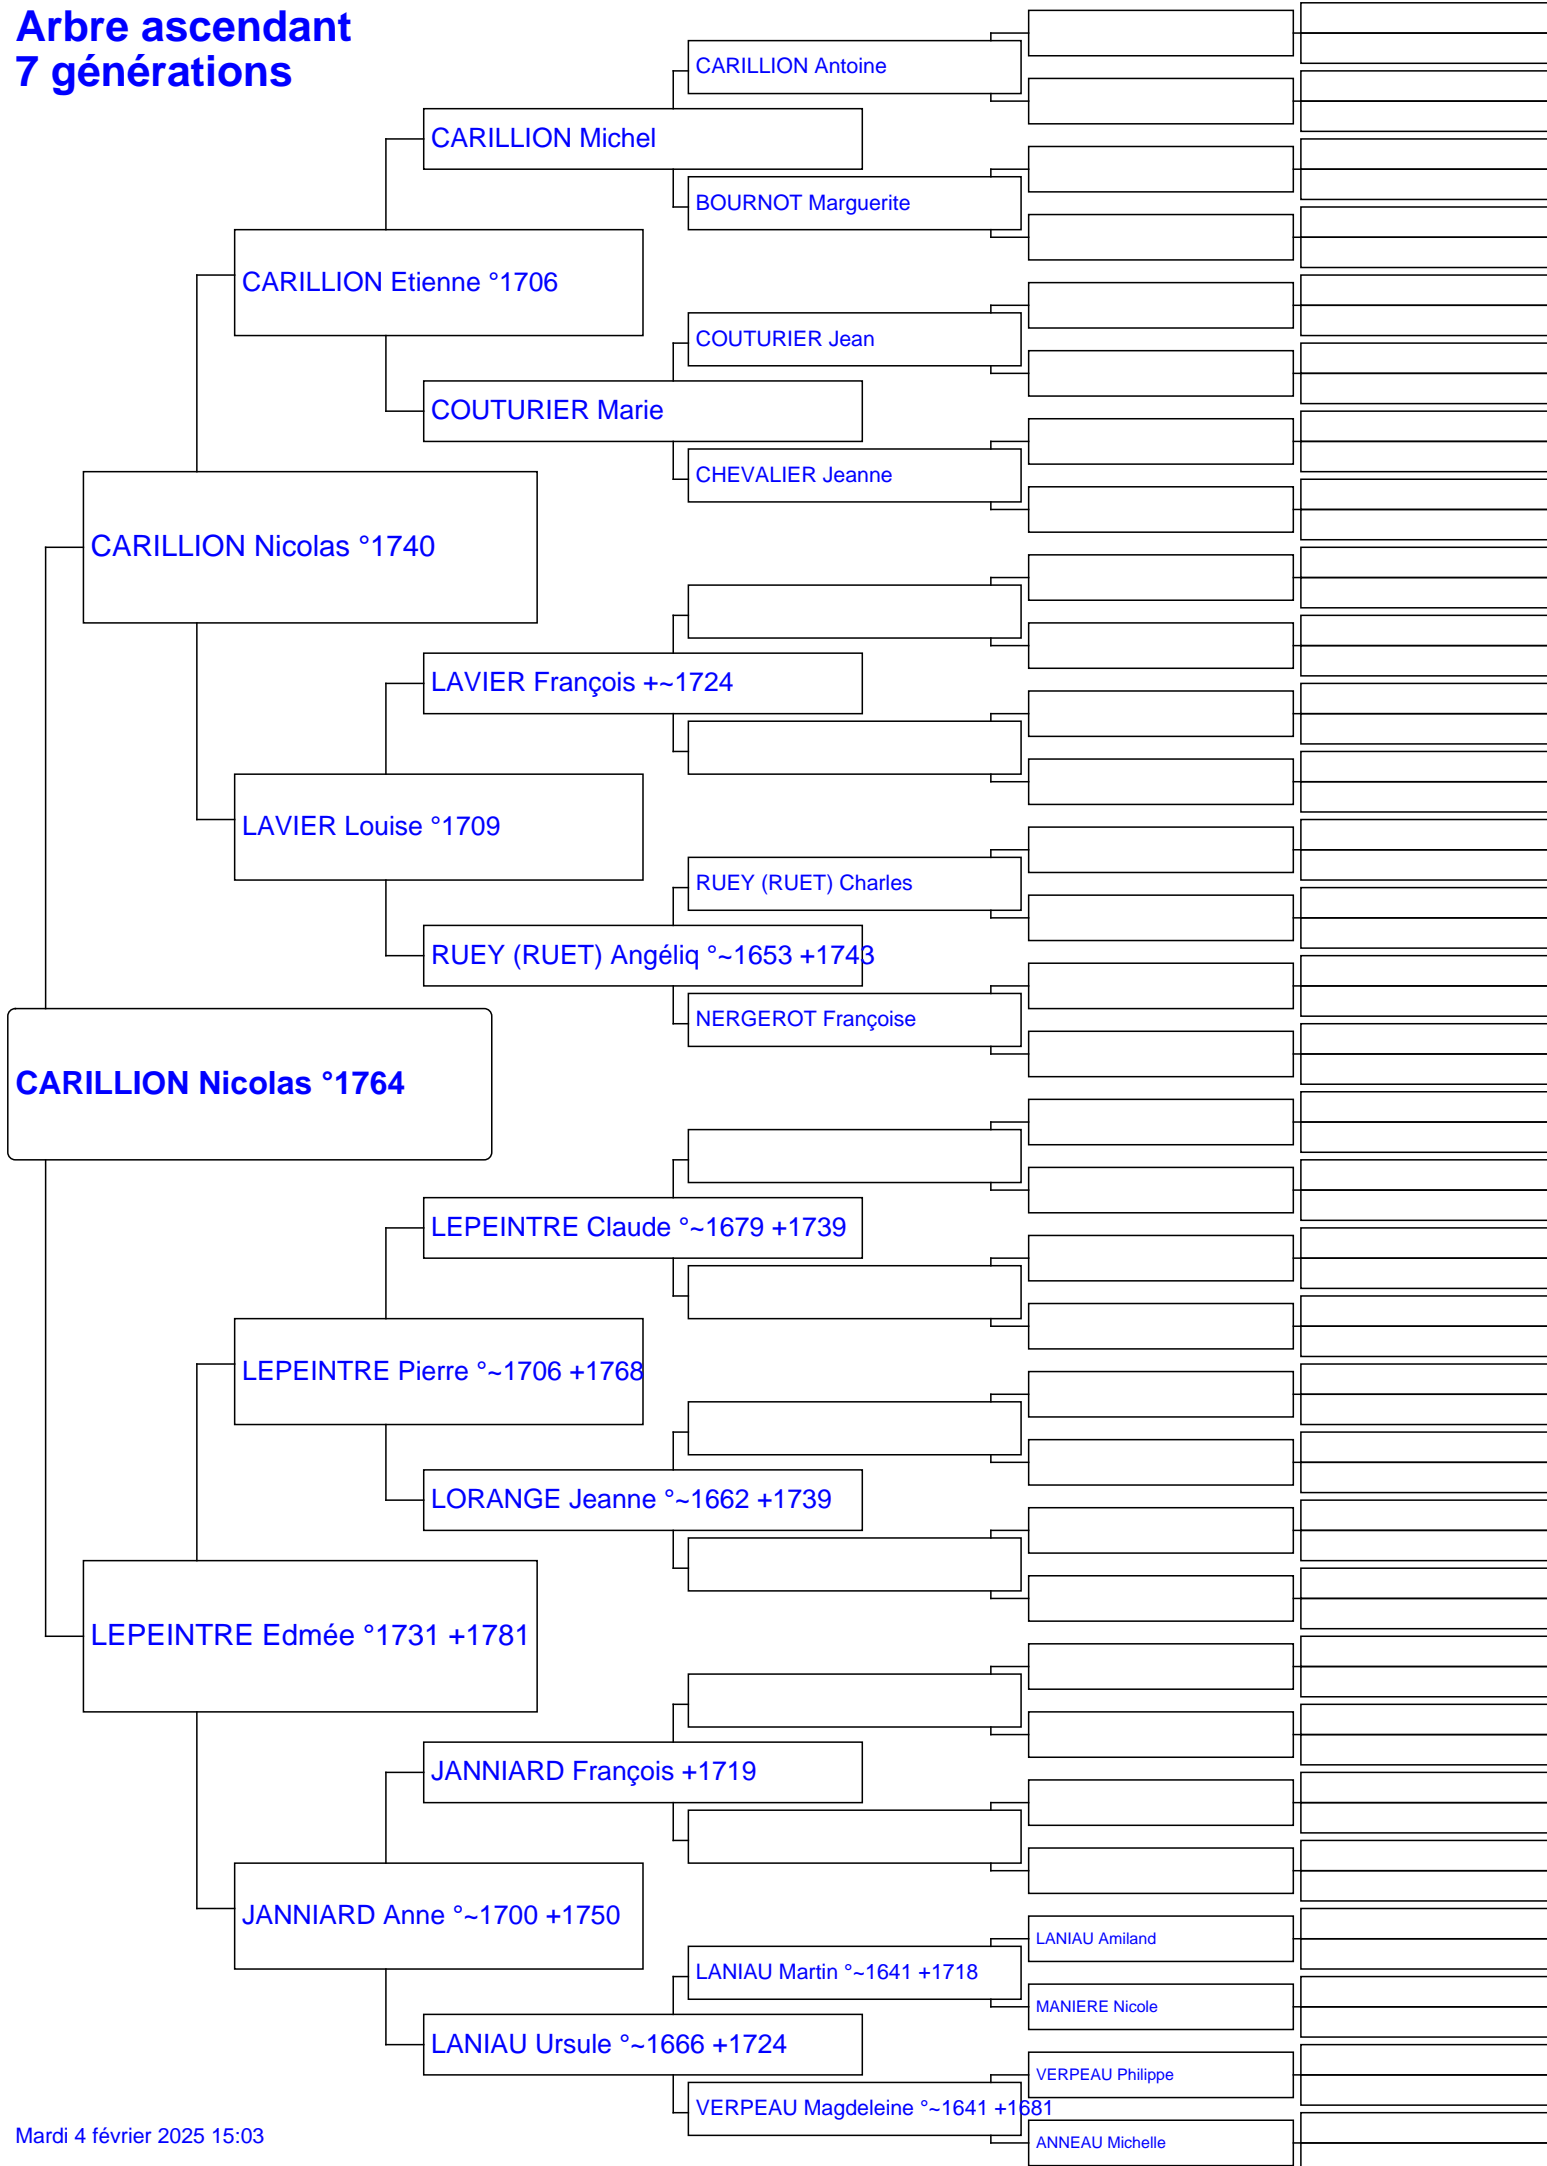 Arbre ascendant
7 générations
CARILLION Antoine
CARILLION Michel
BOURNOT Marguerite
CARILLION Etienne °1706
COUTURIER Jean
COUTURIER Marie
CHEVALIER Jeanne
CARILLION Nicolas °1740
LAVIER François +~1724
LAVIER Louise °1709
RUEY (RUET) Charles
RUEY (RUET) Angéliq °~1653 +1743
NERGEROT Françoise
CARILLION Nicolas °1764
LEPEINTRE Claude °~1679 +1739
LEPEINTRE Pierre °~1706 +1768
LORANGE Jeanne °~1662 +1739
LEPEINTRE Edmée °1731 +1781
JANNIARD François +1719
JANNIARD Anne °~1700 +1750
LANIAU Amiland
LANIAU Martin °~1641 +1718
MANIERE Nicole
LANIAU Ursule °~1666 +1724
VERPEAU Philippe
VERPEAU Magdeleine °~1641 +1681
ANNEAU Michelle
Mardi 4 février 2025 15:03